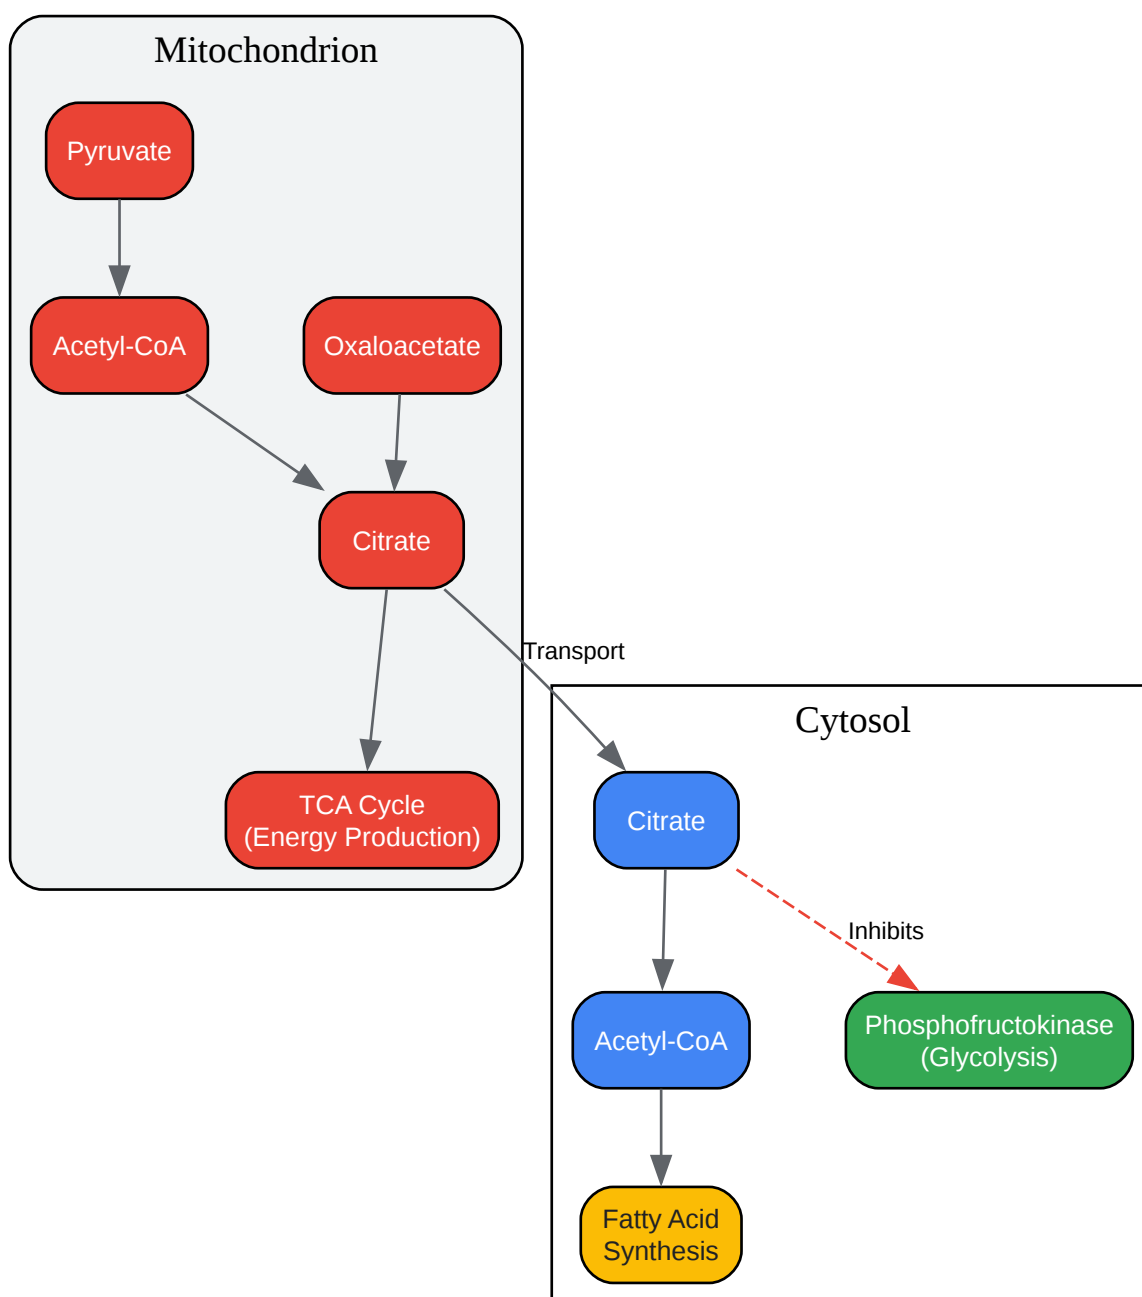 Mitochondrion
Pyruvate
Acetyl-CoA
Oxaloacetate
Citrate
Transport
TCA Cycle
(Energy Production)
Cytosol
Citrate
Inhibits
Acetyl-CoA
Phosphofructokinase
(Glycolysis)
Fatty Acid
Synthesis